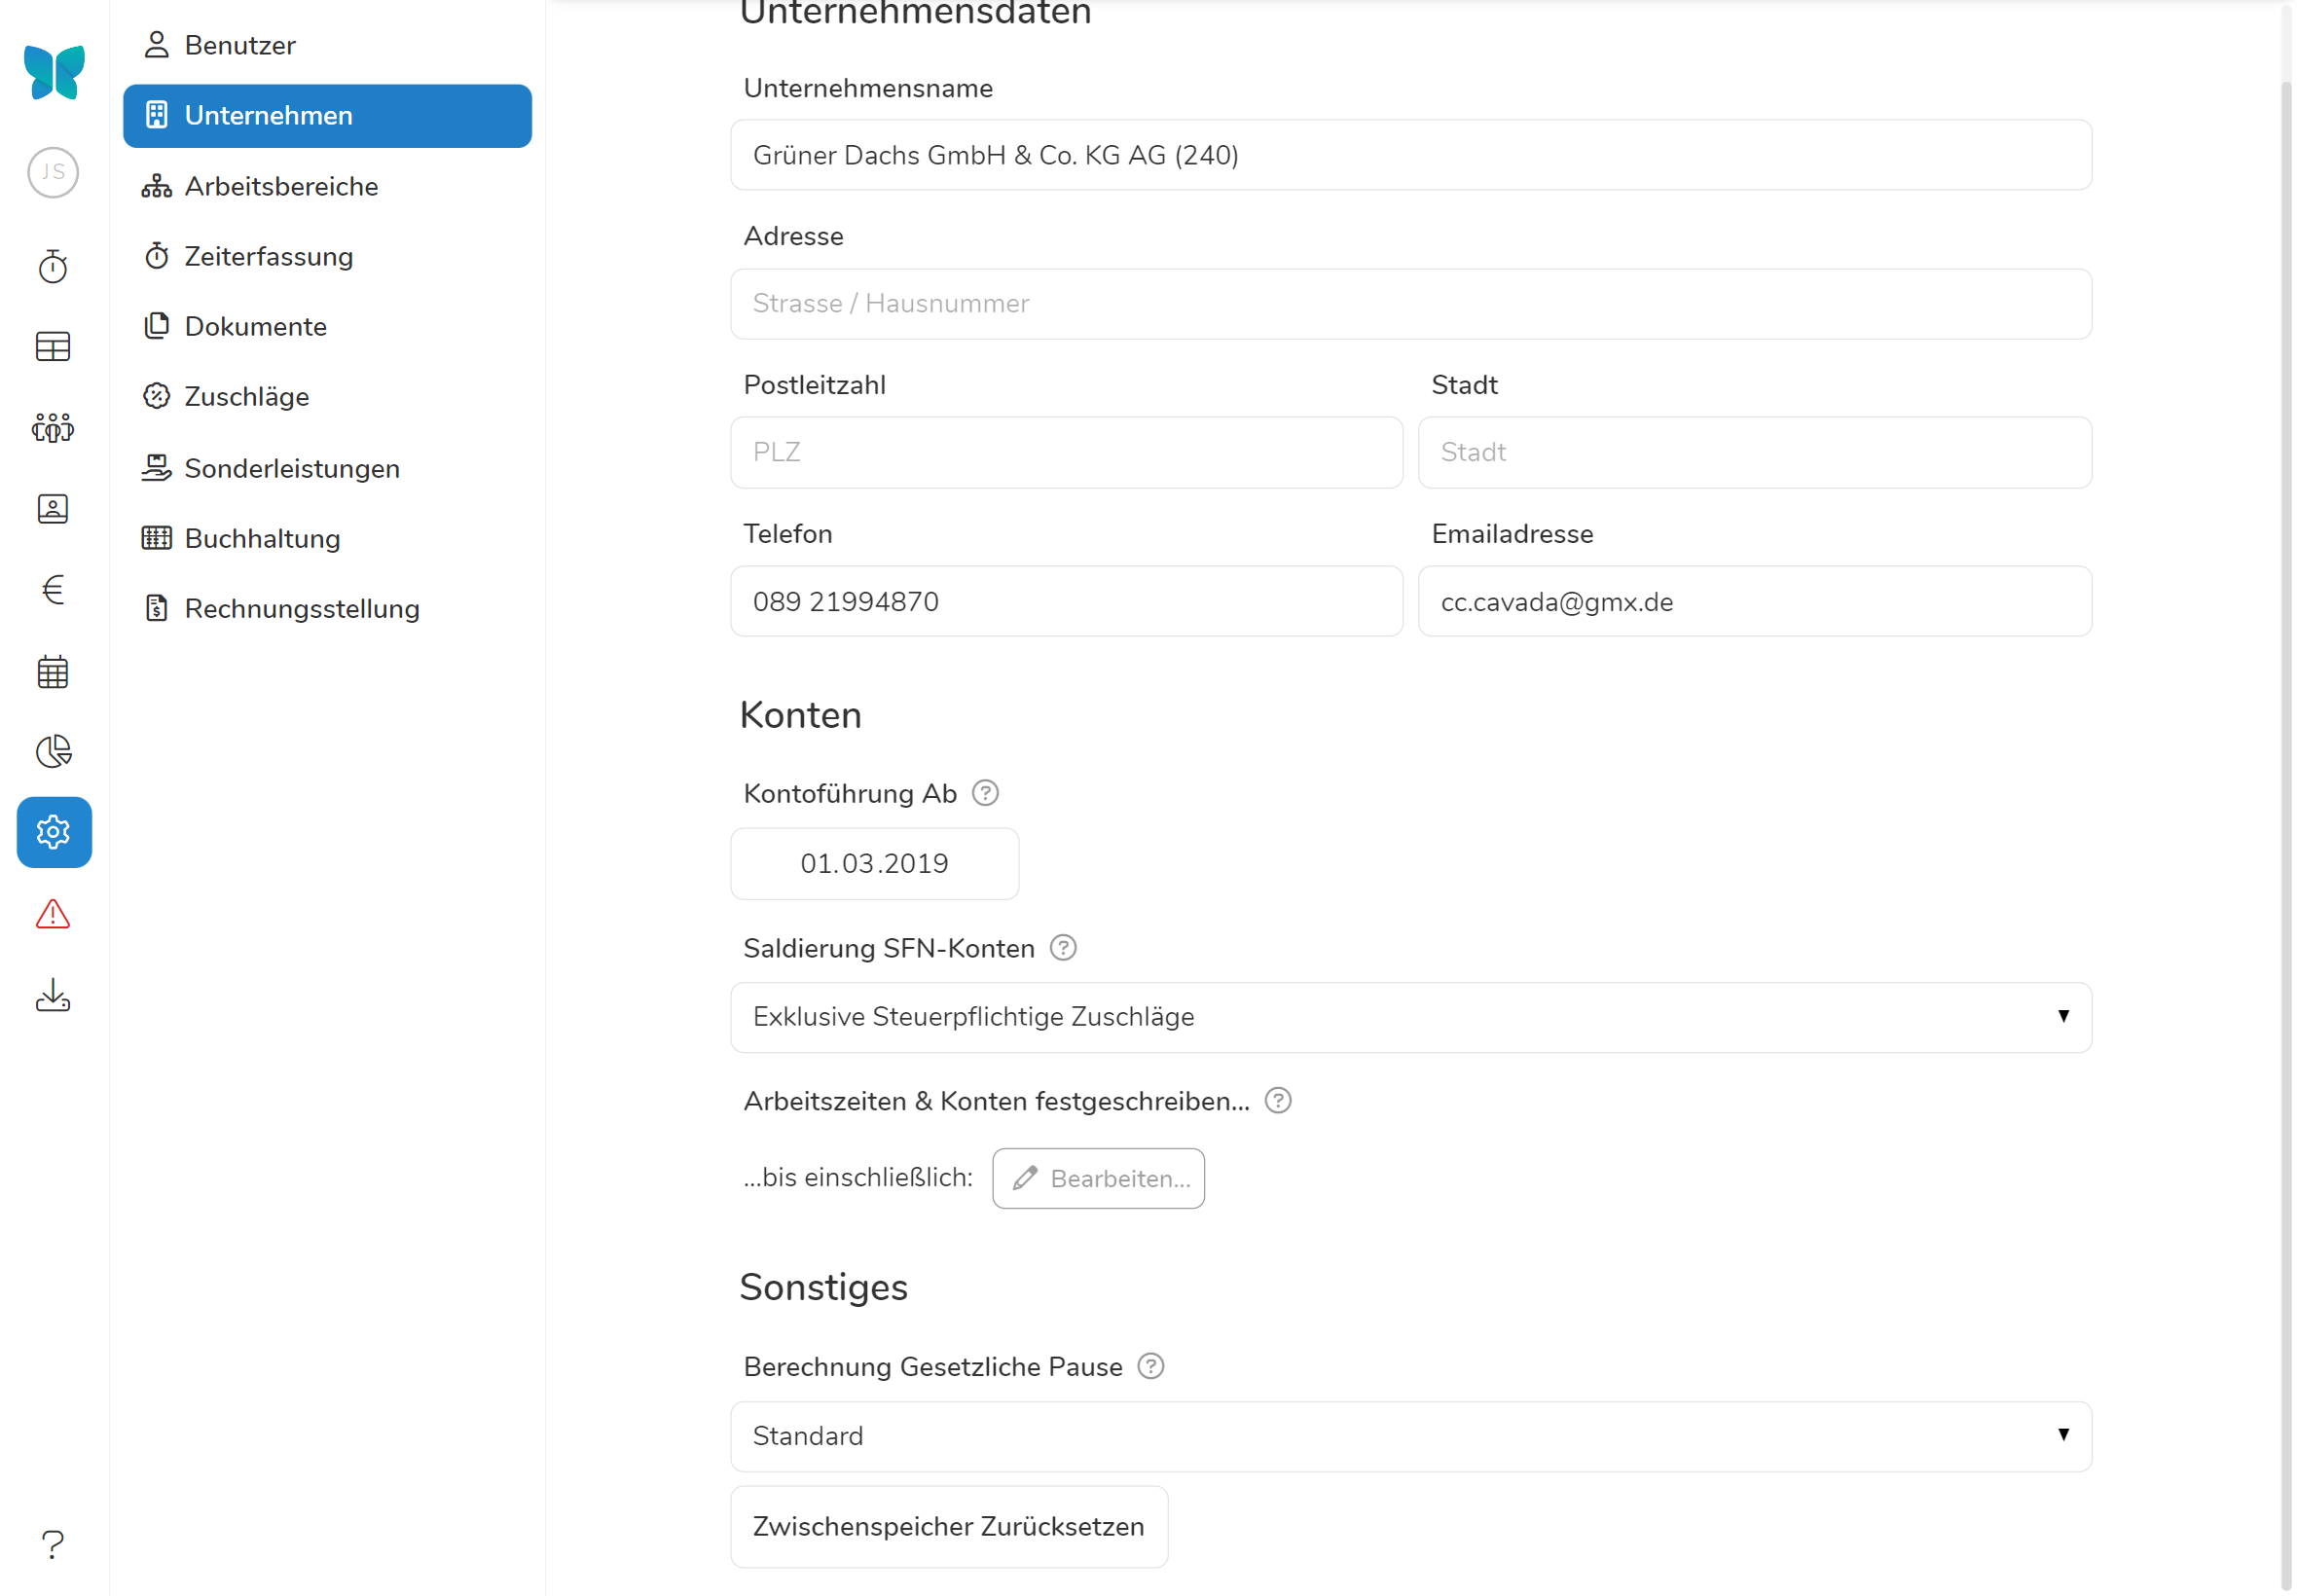 JS
Benutzer
Unternehmen
Arbeitsbereiche
Zeiterfassung
Dokumente
Zuschläge
Sonderleistungen
Buchhaltung
Rechnungsstellung
Unternehmensdaten
Unternehmensname
Grüner Dachs GmbH & Co. KG AG (240)
Adresse
Strasse / Hausnummer
Postleitzahl Stadt
PLZ Stadt
Telefon Emailadresse
089 21994870 cc.cavada@gmx.de
Konten
Kontoführung Ab
01.03.2019
Saldierung SFN-Konten
Exklusive Steuerpflichtige Zuschläge
Arbeitszeiten & Konten festgeschreiben...
...bis einschließlich: Bearbeiten...
Sonstiges
Berechnung Gesetzliche Pause
Standard
Zwischenspeicher Zurücksetzen